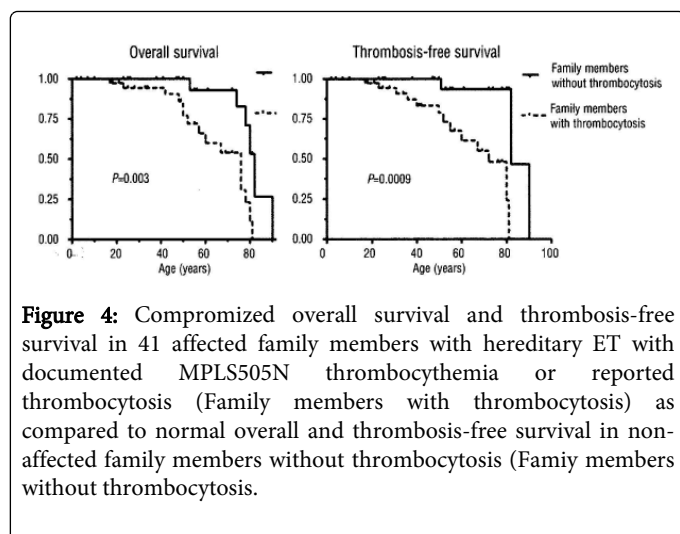 Overall survival
Thrombosis-free survival
Family members
without thrombocytosis
Family members
with thrombocytosis
1.00
0.75
0.50
0.25
0.00
P=0.003
20 40 60 80
Age (years)
1.00
0.75
0.50
0.25
0.00
P=0.0009
20 40 60 80 100
Age (years)
Figure 4: Compromized overall survival and thrombosis-free
survival in 41 affected family members with hereditary ET with
documented MPLS505N thrombocythemia or reported
thrombocytosis (Family members with thrombocytosis) as
compared to normal overall and thrombosis-free survival in non-
affected family members without thrombocytosis (Famiy members
without thrombocytosis.